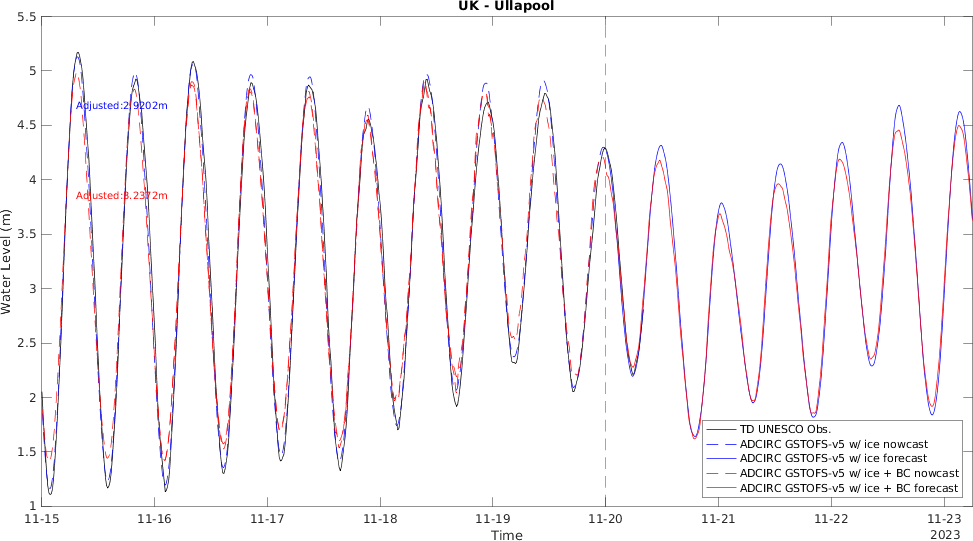 UK - Ullapool
5.5
5
4.5
4
3.5
3
2.5
2
1.5
1
Water Level (m)
Adjusted:2.9202m
Adjusted:3.2372m
TD UNESCO Obs.
ADCIRC GSTOFS-v5 w/ ice nowcast
ADCIRC GSTOFS-v5 w/ ice forecast
ADCIRC GSTOFS-v5 w/ ice + BC nowcast
ADCIRC GSTOFS-v5 w/ ice + BC forecast
11-15 11-16 11-17 11-18 11-19 11-20 11-21 11-22 11-23
Time
2023